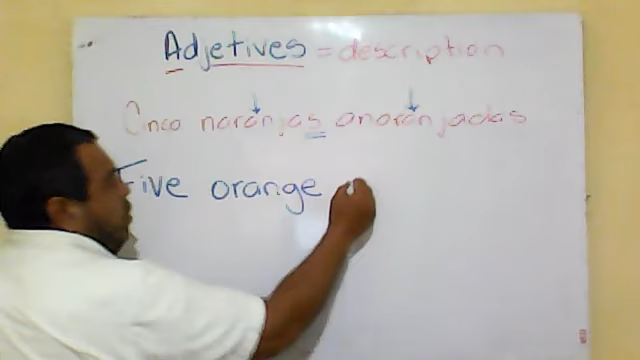 Adjetives = description
Cinco naranjas anaranjadas
Five orange